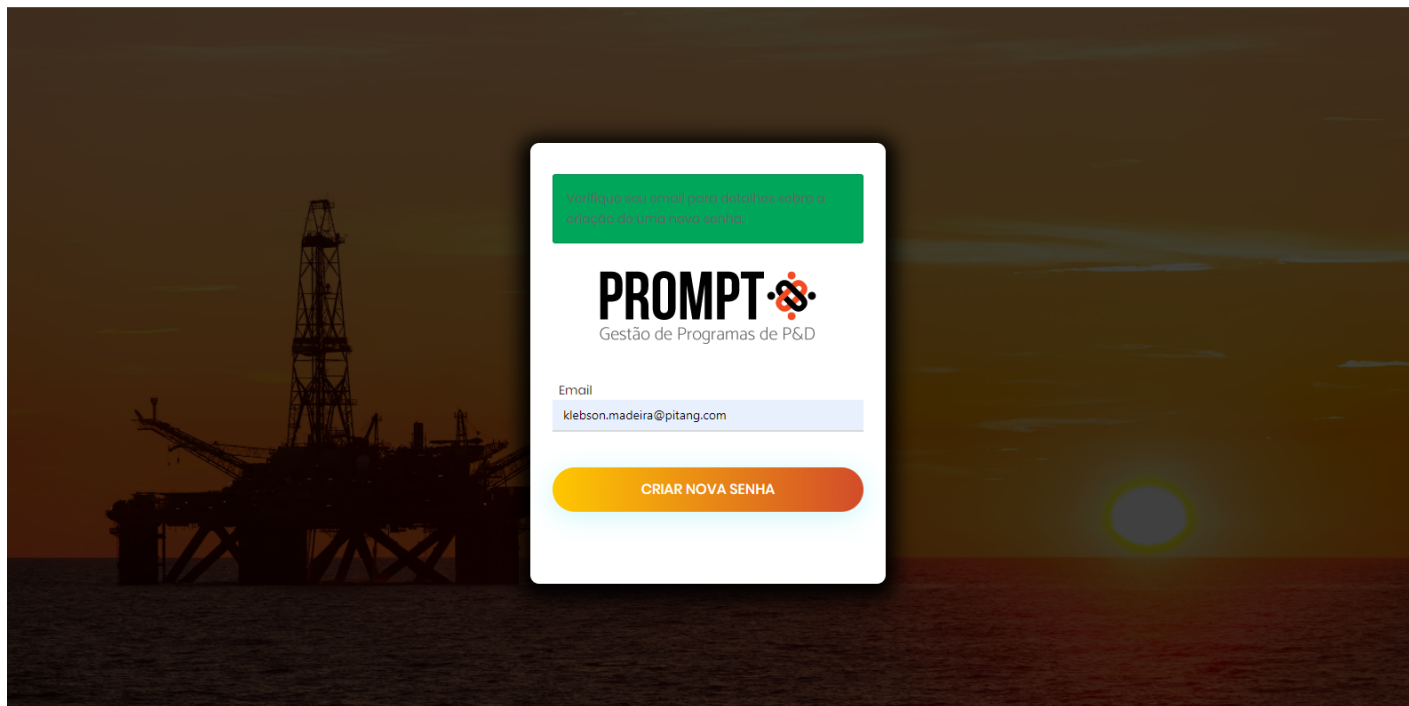 Verifique seu email para detalhes sobre a
criação de uma nova senha.
PROMPT
Gestão de Programas de P&D
Email
klebson.madeira@pitang.com
CRIAR NOVA SENHA